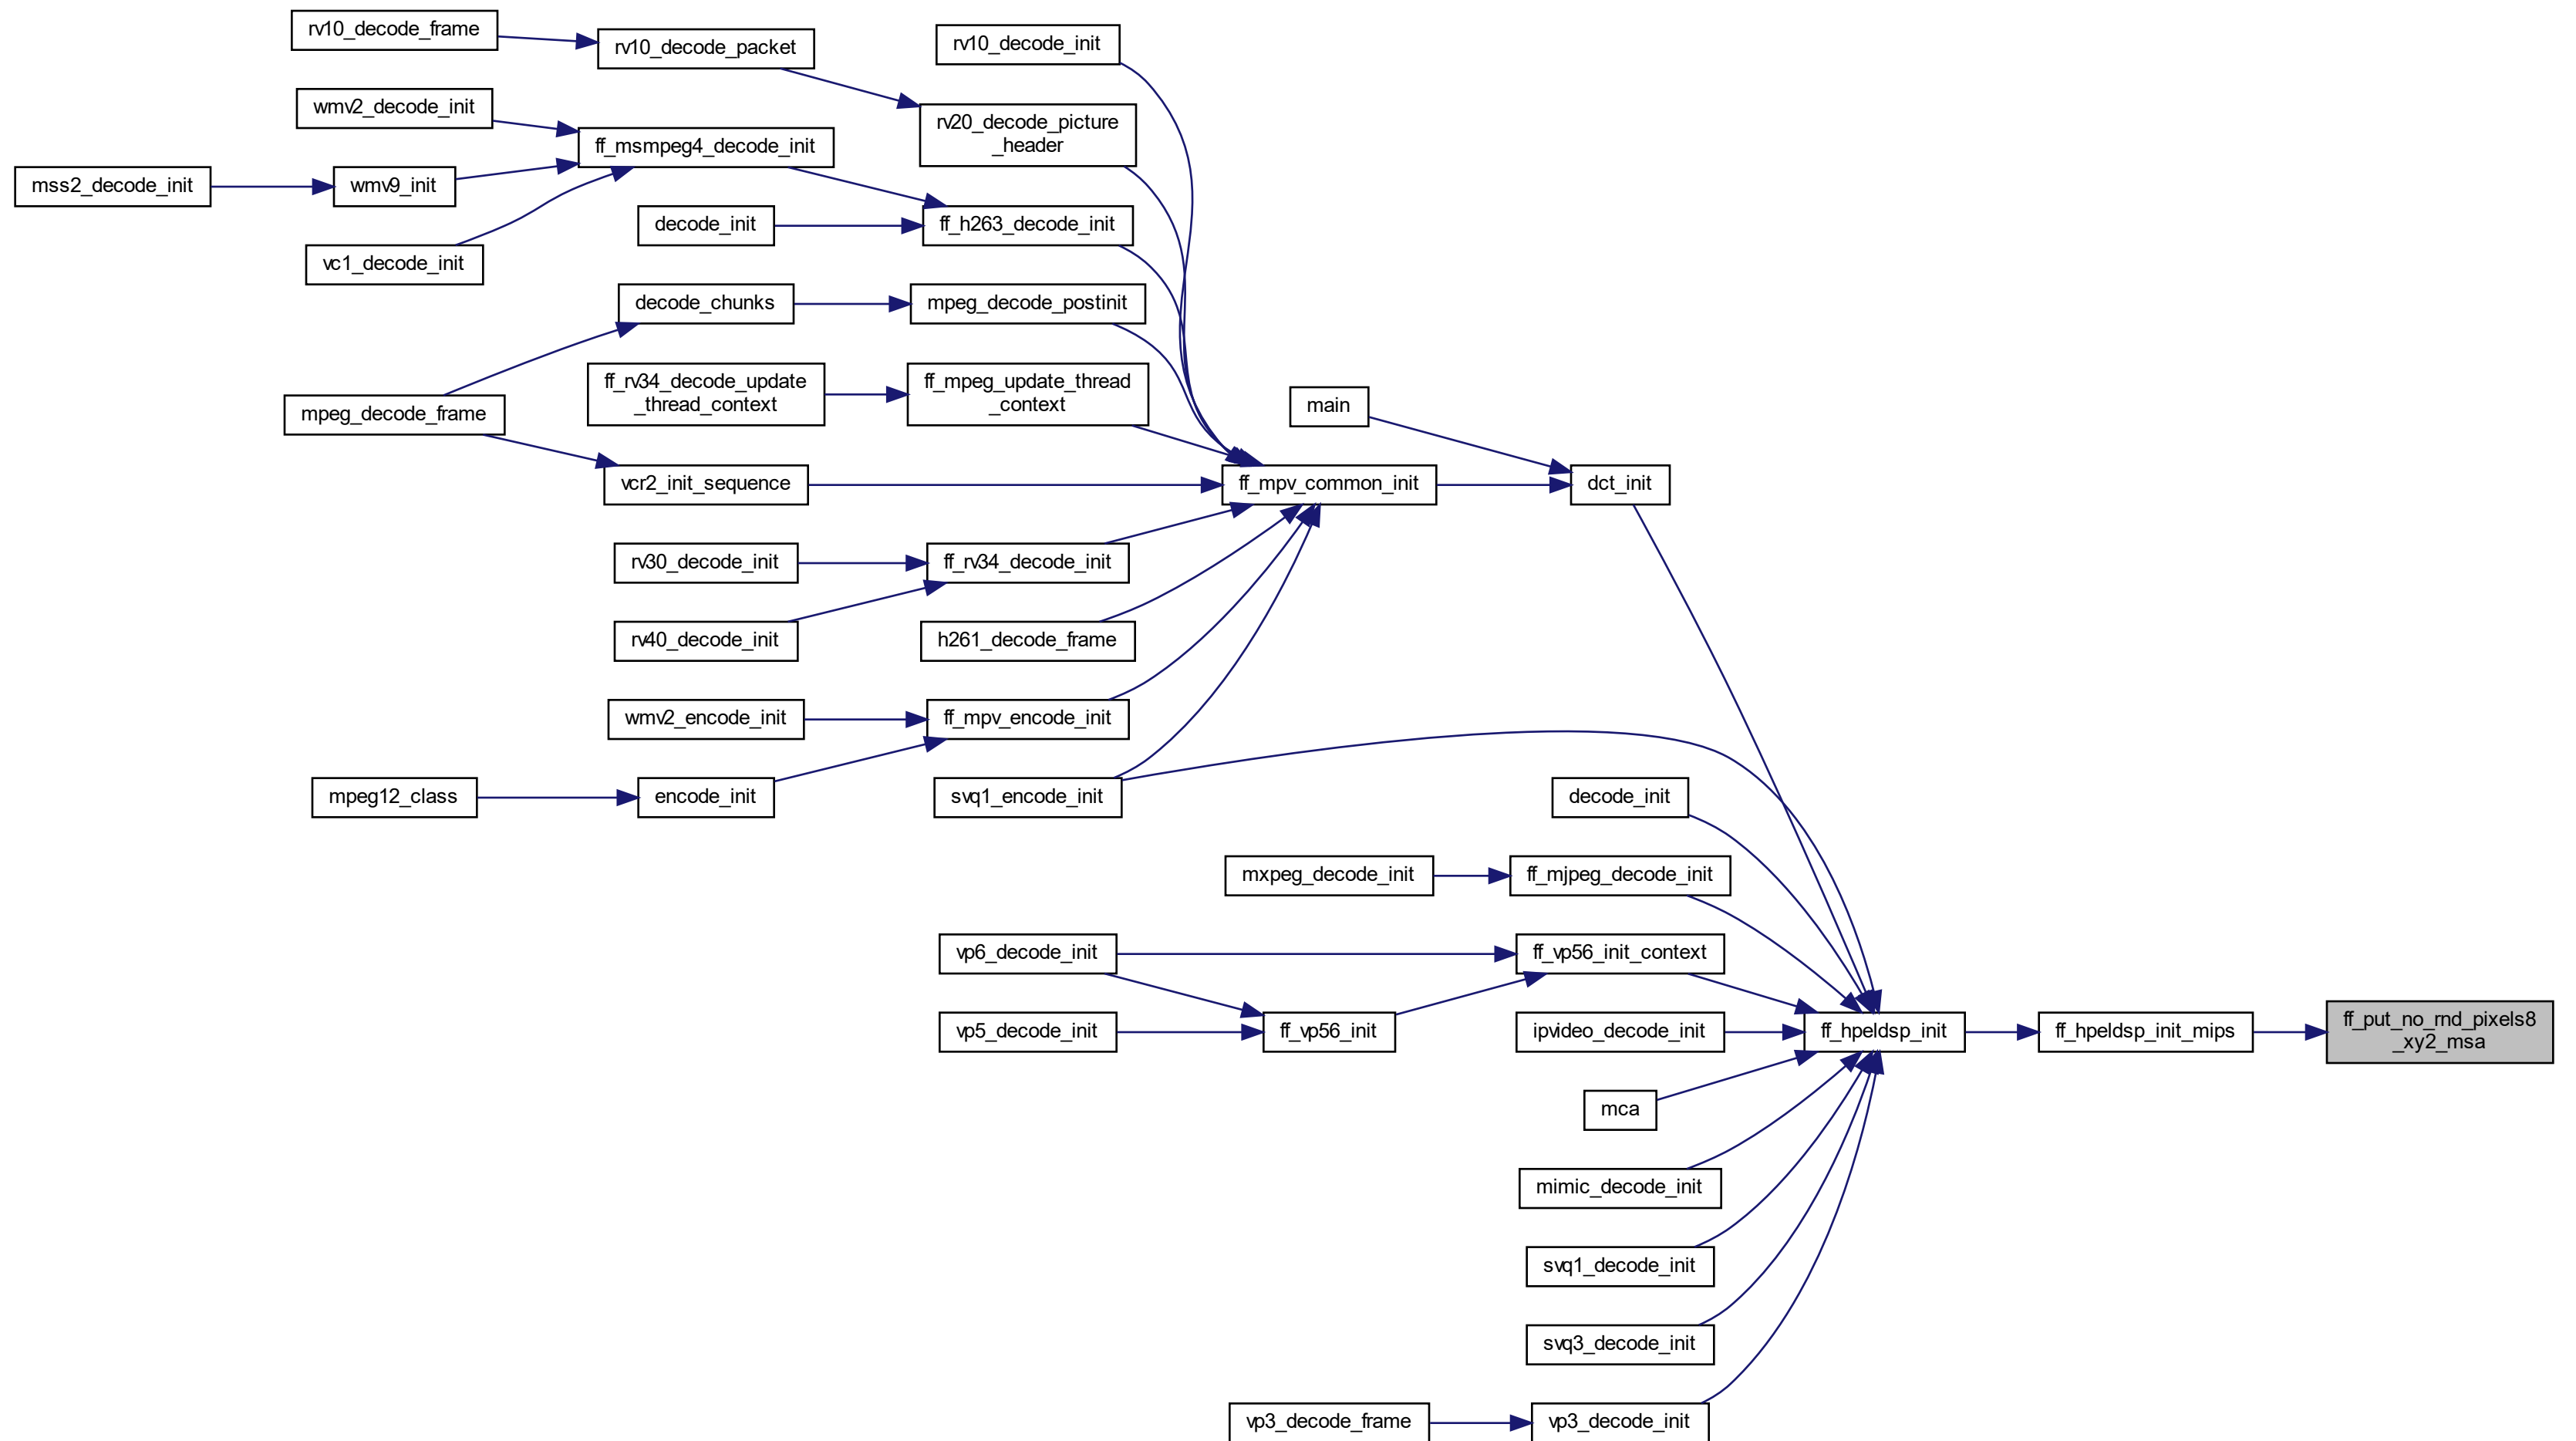 rv10_decode_frame
rv10_decode_packet
rv10_decode_init
wmv2_decode_init
rv20_decode_picture
_header
ff_msmpeg4_decode_init
mss2_decode_init
wmv9_init
decode_init
ff_h263_decode_init
vc1_decode_init
decode_chunks
mpeg_decode_postinit
ff_rv34_decode_update
_thread_context
ff_mpeg_update_thread
_context
main
mpeg_decode_frame
vcr2_init_sequence
ff_mpv_common_init
dct_init
rv30_decode_init
ff_rv34_decode_init
rv40_decode_init
h261_decode_frame
wmv2_encode_init
ff_mpv_encode_init
mpeg12_class
encode_init
svq1_encode_init
decode_init
mxpeg_decode_init
ff_mjpeg_decode_init
vp6_decode_init
ff_vp56_init_context
vp5_decode_init
ff_vp56_init
ipvideo_decode_init
ff_hpeldsp_init
ff_hpeldsp_init_mips
ff_put_no_rnd_pixels8
_xy2_msa
mca
mimic_decode_init
svq1_decode_init
svq3_decode_init
vp3_decode_frame
vp3_decode_init